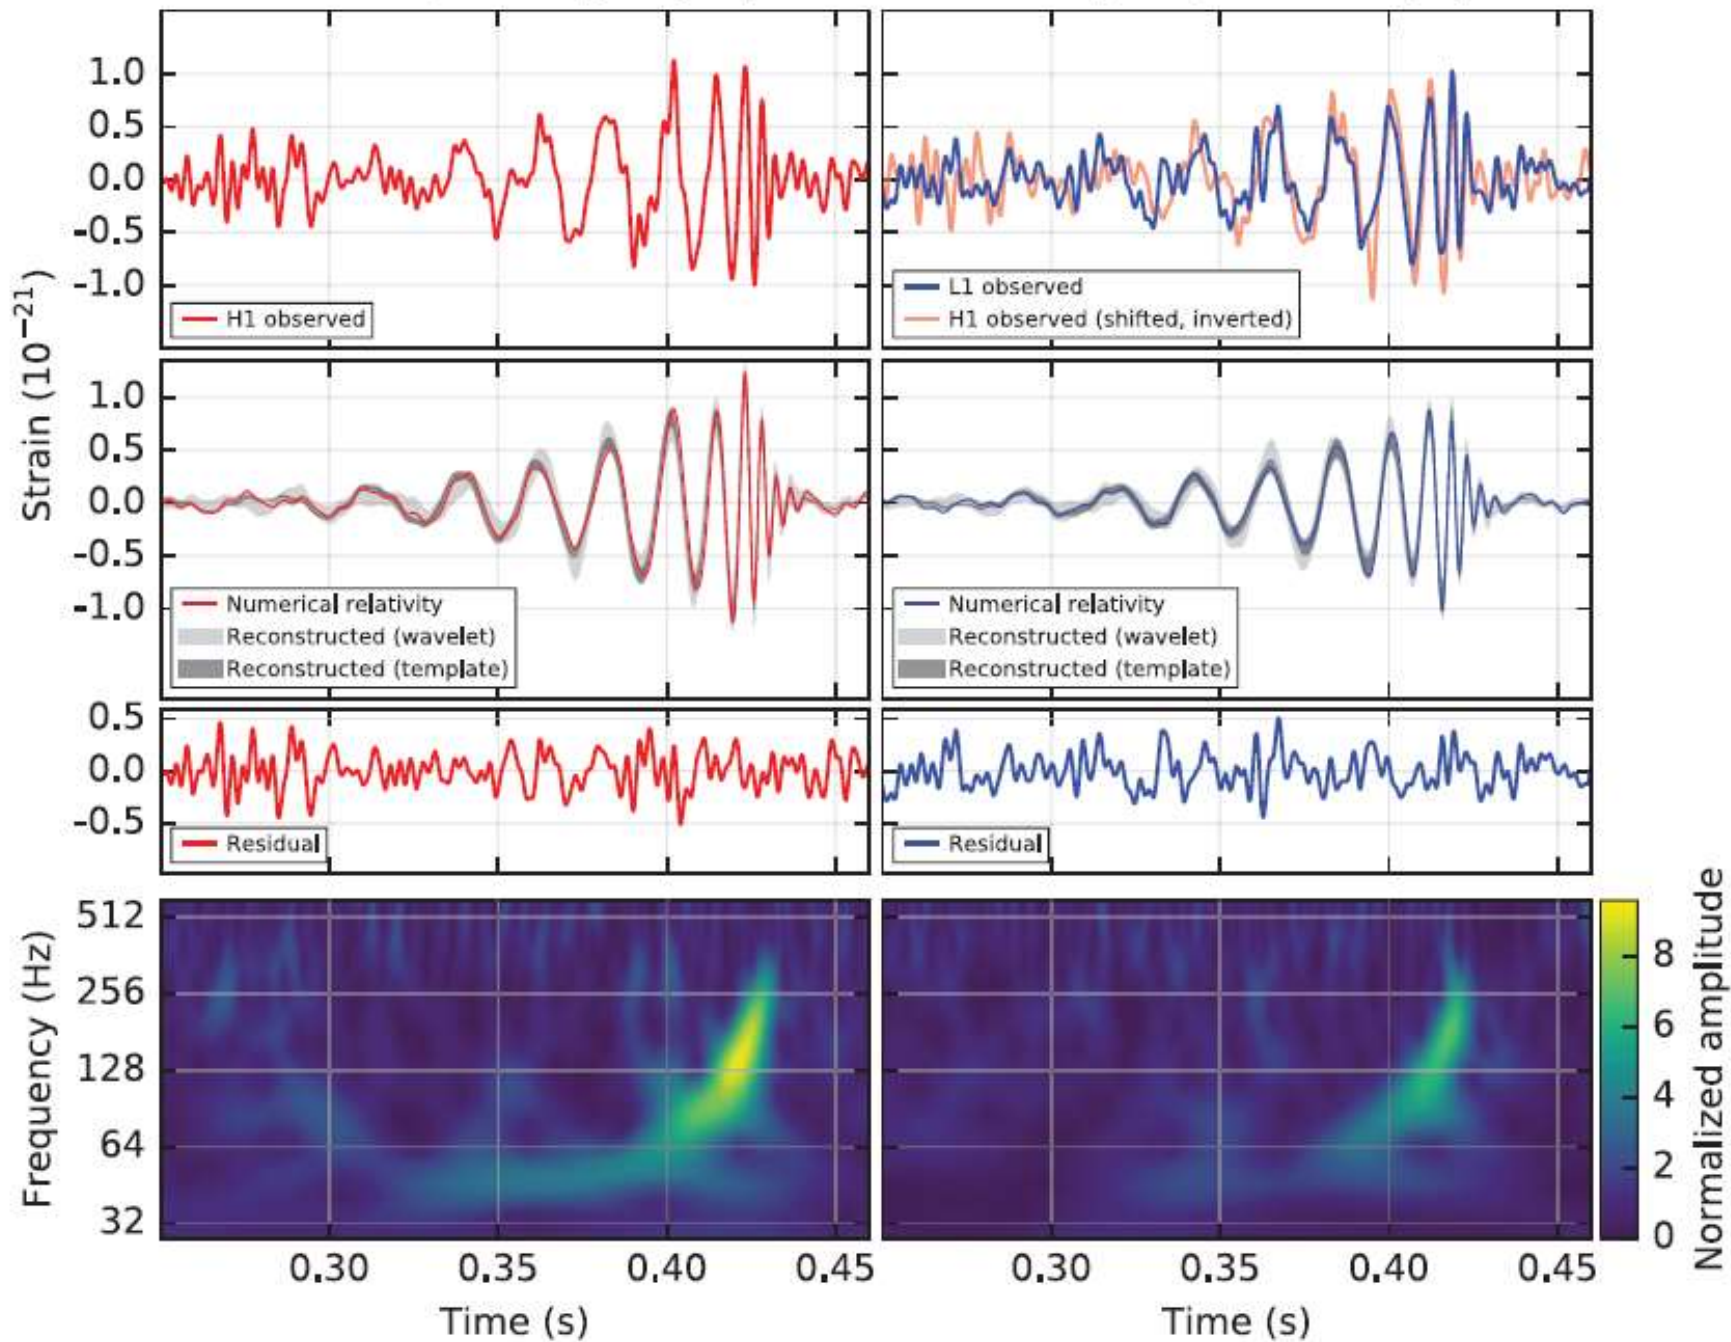 1.0
0.5
0.0
-0.5
-1.0
H1 observed
L1 observed
H1 observed (shifted, inverted)
Strain (10⁻²¹)
1.0
0.5
0.0
-0.5
-1.0
Numerical relativity
Reconstructed (wavelet)
Reconstructed (template)
Numerical relativity
Reconstructed (wavelet)
Reconstructed (template)
0.5
0.0
-0.5
Residual
Residual
Frequency (Hz)
512
256
128
64
32
Normalized amplitude
8
6
4
2
0
0.30
0.35
0.40
0.45
0.30
0.35
0.40
0.45
Time (s)
Time (s)